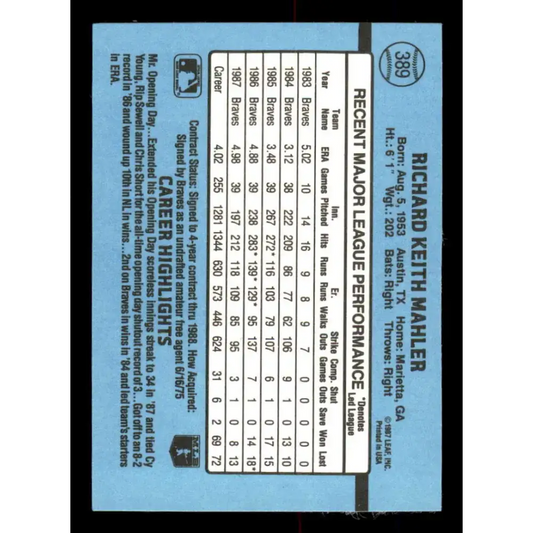 389
RICHARD KEITH MAHLER
©1987 LEAF, INC.
Printed in USA
Born: Aug. 5, 1953 Austin, TX Home: Marietta, GA
Ht.: 6'1" Wgt.: 202 Bats: Right Throws: Right
RECENT MAJOR LEAGUE PERFORMANCE
*Denotes
Led League
Team Inn. Er. Strike Comp. Shut
Year Name ERA Games Pitched Hits Runs Runs Walks Outs Games Outs Save Won Lost
1983 Braves 5.02 10 14 16 9 8 9 7 0 0 0 0 0
1984 Braves 3.12 38 222 209 86 77 62 106 9 1 0 13 10
1985 Braves 3.48 39 267 272* 116 103 79 107 6 1 0 17 15
1986 Braves 4.88 39 238 283* 139* 129* 95 137 7 1 0 14 18*
1987 Braves 4.98 39 197 212 118 109 85 95 3 1 0 8 13
Career 4.02 255 1281 1344 630 573 446 624 31 6 2 69 72
Contract Status: Signed to 4-year contract thru 1988. How Acquired:
Signed by Braves as an undrafted amateur free agent 6/16/75
CAREER HIGHLIGHTS
Mr. Opening Day...Extended his Opening Day scoreless innings streak to 34 in '87 and tied Cy
Young, Rip Sewell and Chris Short for the all-time opening day shutout record of 3...Got off to an 8-2
record in '86 and wound up 10th in NL in wins...2nd on Braves in wins in '84 and led team's starters
in ERA.